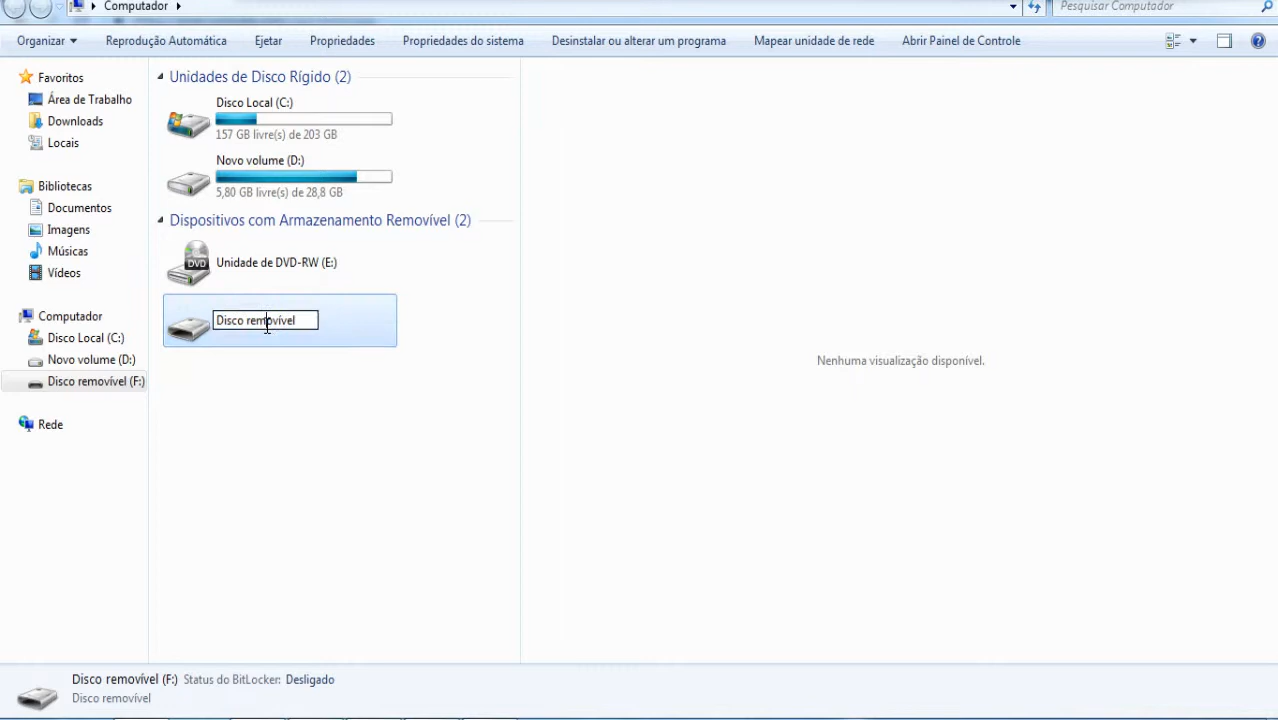 Computador
Pesquisar Computador
Organizar
Reprodução Automática
Ejetar
Propriedades
Propriedades do sistema
Desinstalar ou alterar um programa
Mapear unidade de rede
Abrir Painel de Controle
Favoritos
Área de Trabalho
Downloads
Locais
Bibliotecas
Documentos
Imagens
Músicas
Vídeos
Computador
Disco Local (C:)
Novo volume (D:)
Disco removível (F:)
Rede
Unidades de Disco Rígido (2)
Disco Local (C:)
157 GB livre(s) de 203 GB
Novo volume (D:)
5,80 GB livre(s) de 28,8 GB
Dispositivos com Armazenamento Removível (2)
DVD
Unidade de DVD-RW (E:)
Disco removível
Nenhuma visualização disponível.
Disco removível (F:) Status do BitLocker: Desligado
Disco removível